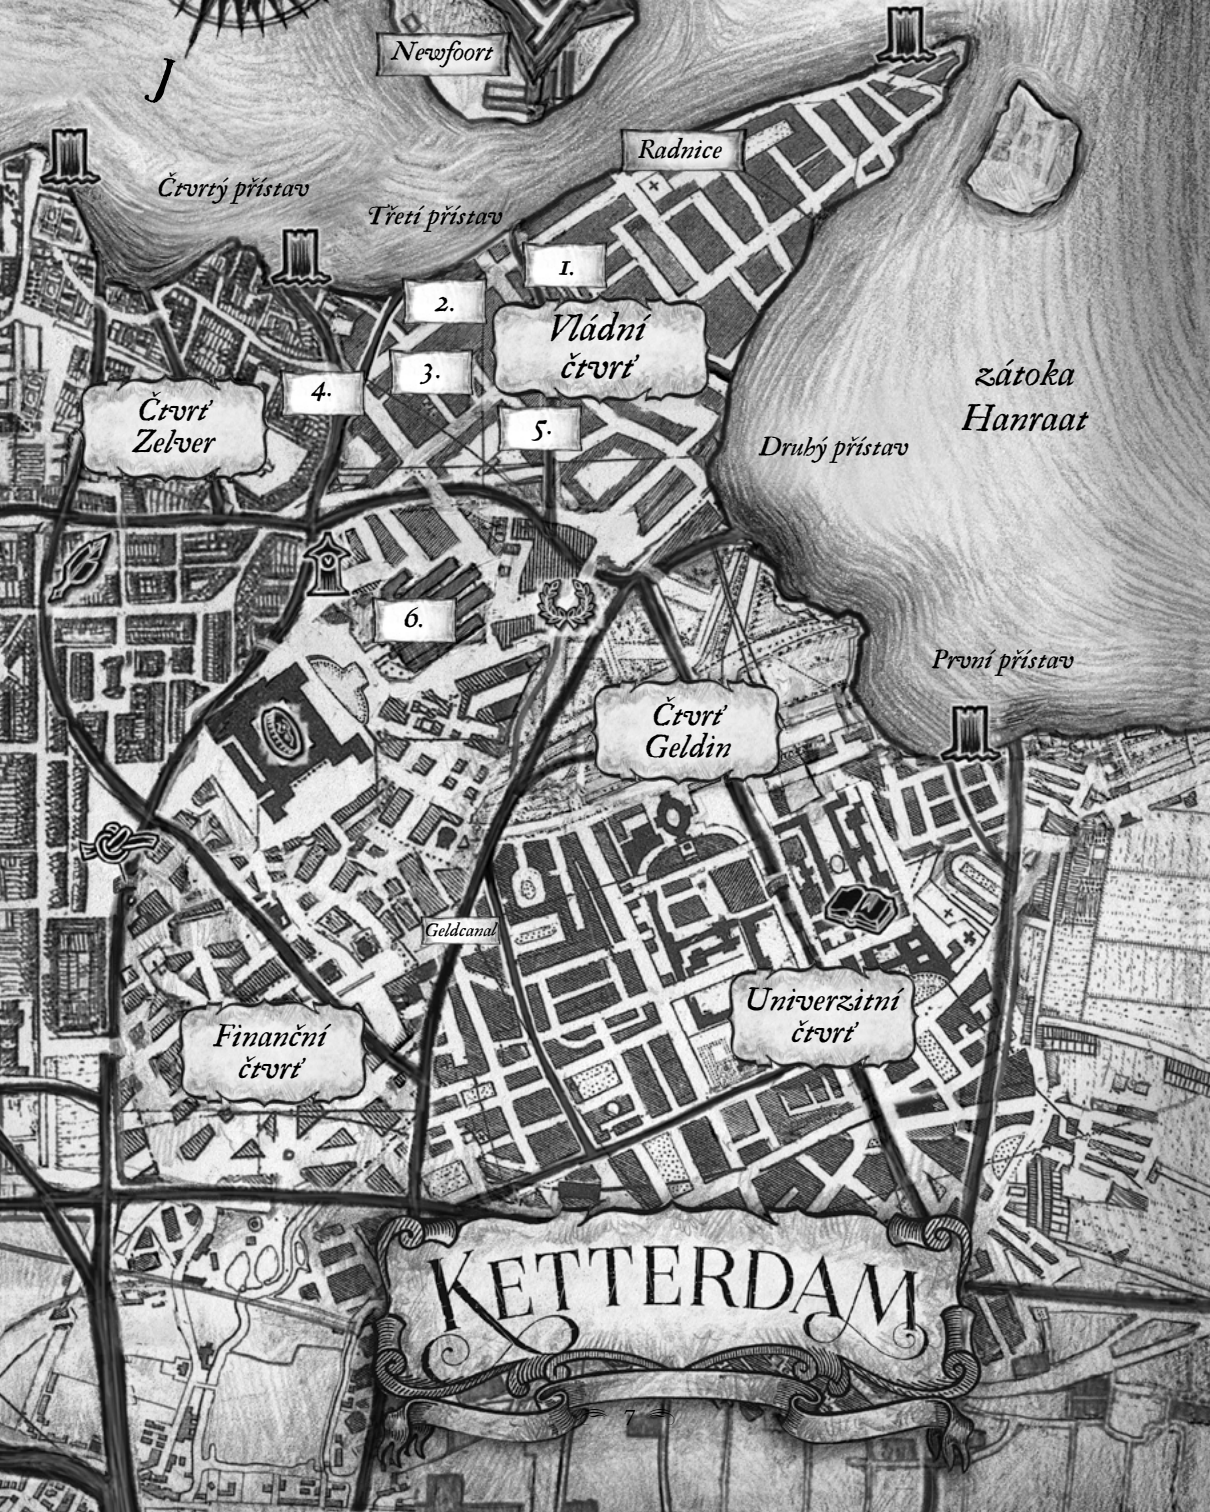 Newfoort
J
Radnice
Čtvrtý přístav
Třetí přístav
1.
2.
Vládní
čtvrť
3.
4.
zátoka
Hanraat
Čtvrť
Zelver
5.
Druhý přístav
6.
První přístav
Čtvrť
Geldin
Geldcanal
Univerzitní
čtvrť
Finanční
čtvrť
KETTERDAM
7